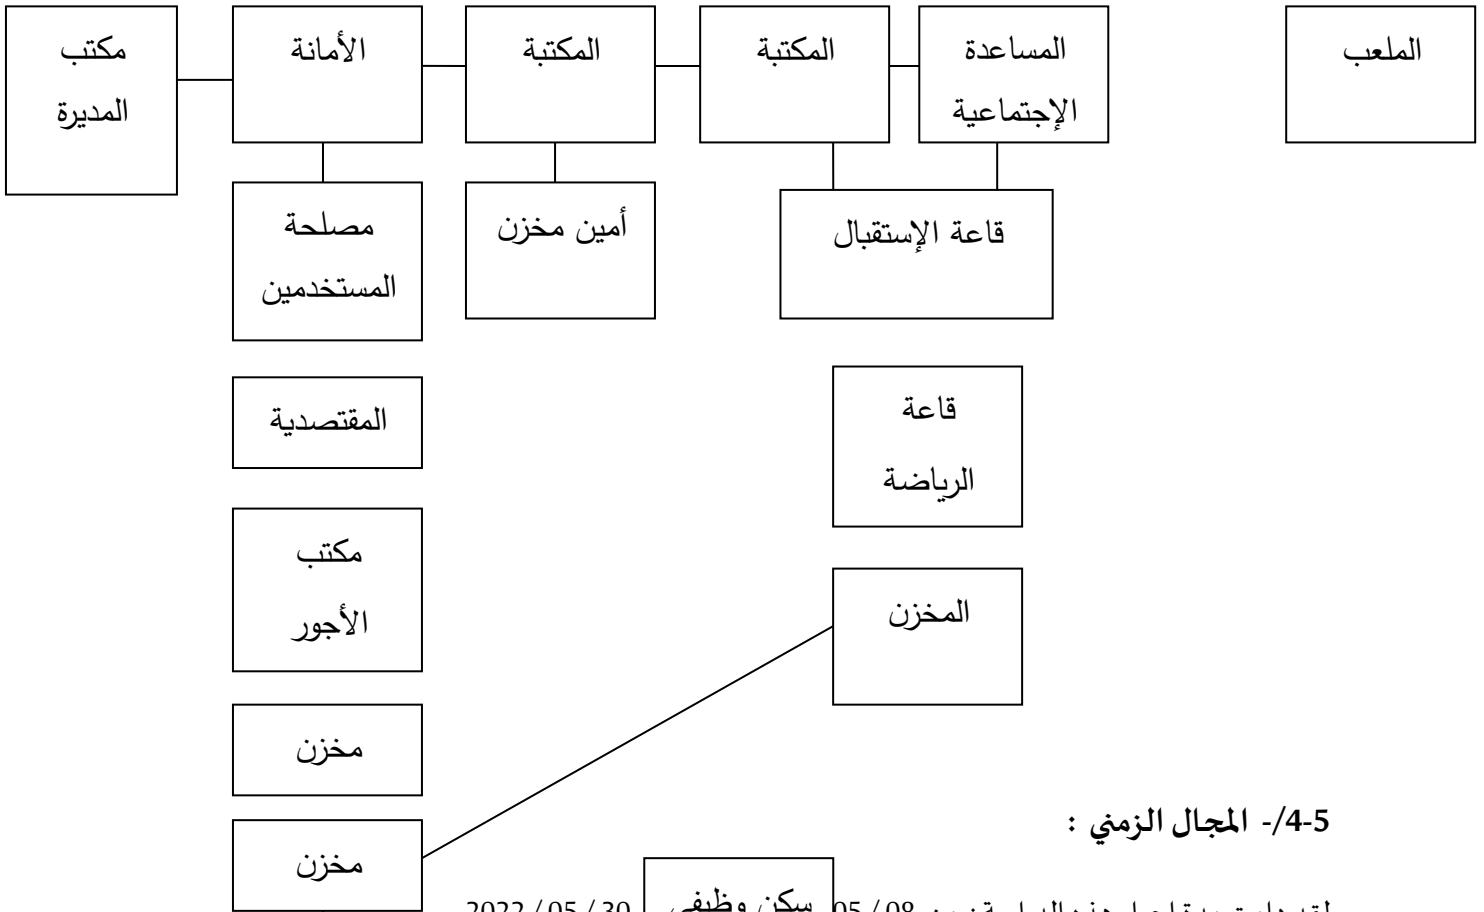 مكتب
المديرة
الأمانة
المكتبة
المكتبة
المساعدة
الإجتماعية
الملعب
مصلحة
المستخدمين
أمين مخزن
قاعة الإستقبال
المقتصدية
قاعة
الرياضة
مكتب
الأجور
المخزن
مخزن
مخزن
4-5/- المجال الزمني :
سكن وظيفي
05 / 08
2022 / 05 / 30